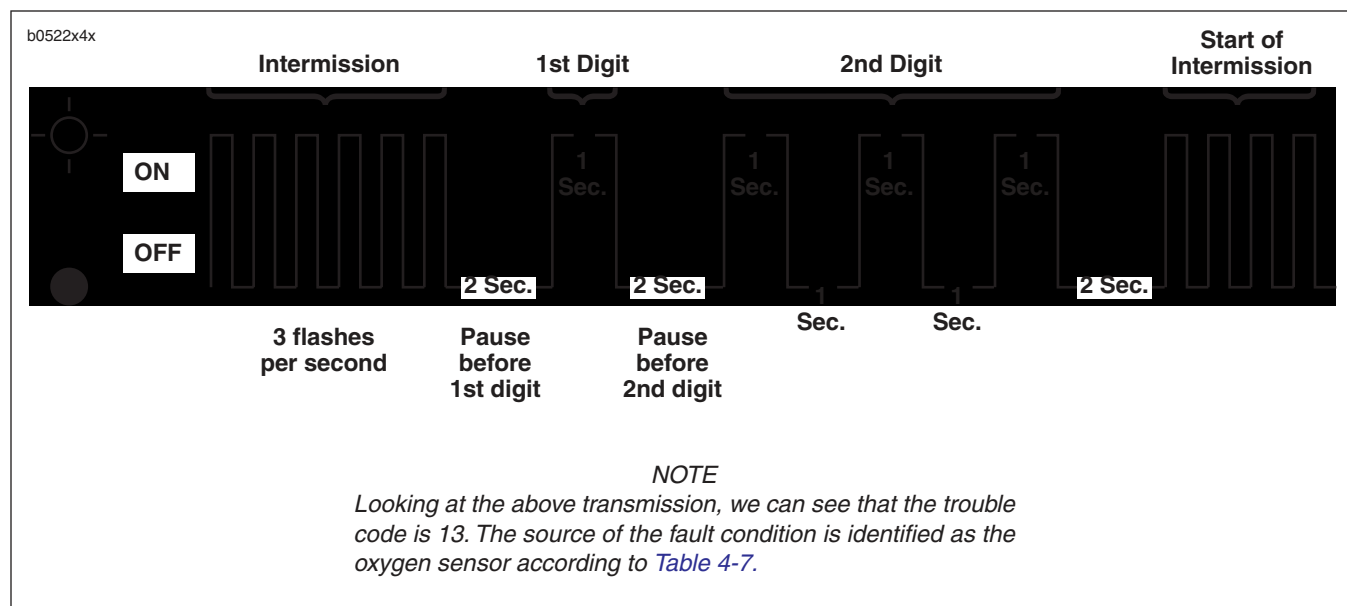 b0522x4x
Intermission
1st Digit
2nd Digit
Start of
Intermission
ON
OFF
1
Sec.
1
Sec.
1
Sec.
1
Sec.
2 Sec.
2 Sec.
1
Sec.
1
Sec.
2 Sec.
3 flashes
per second
Pause
before
1st digit
Pause
before
2nd digit
NOTE
Looking at the above transmission, we can see that the trouble
code is 13. The source of the fault condition is identified as the
oxygen sensor according to Table 4-7.